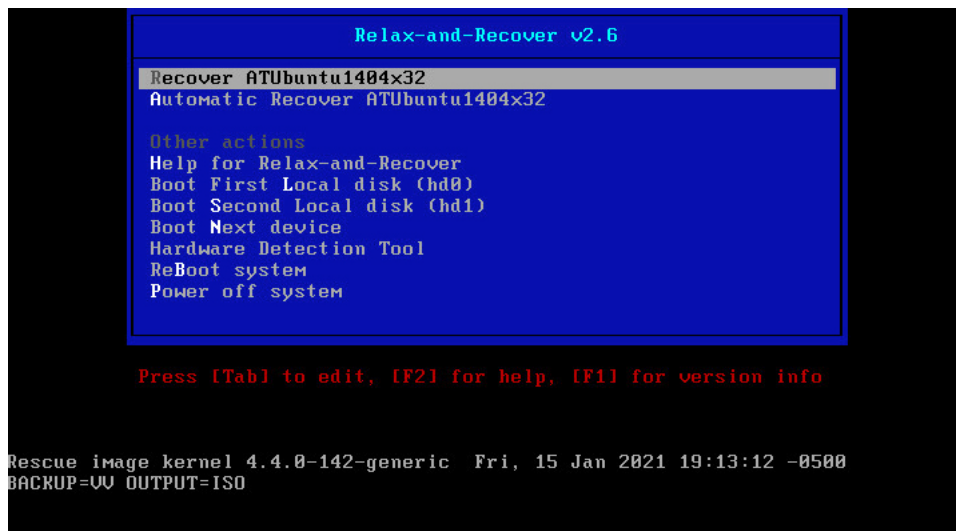 Relax-and-Recover v2.6
Recover ATUbuntu1404x32
Automatic Recover ATUbuntu1404x32
Other actions
Help for Relax-and-Recover
Boot First Local disk (hd0)
Boot Second Local disk (hd1)
Boot Next device
Hardware Detection Tool
ReBoot system
Power off system
Press [Tab] to edit, [F2] for help, [F1] for version info
Rescue image kernel 4.4.0-142-generic  Fri, 15 Jan 2021 19:13:12 -0500
BACKUP=VV OUTPUT=ISO